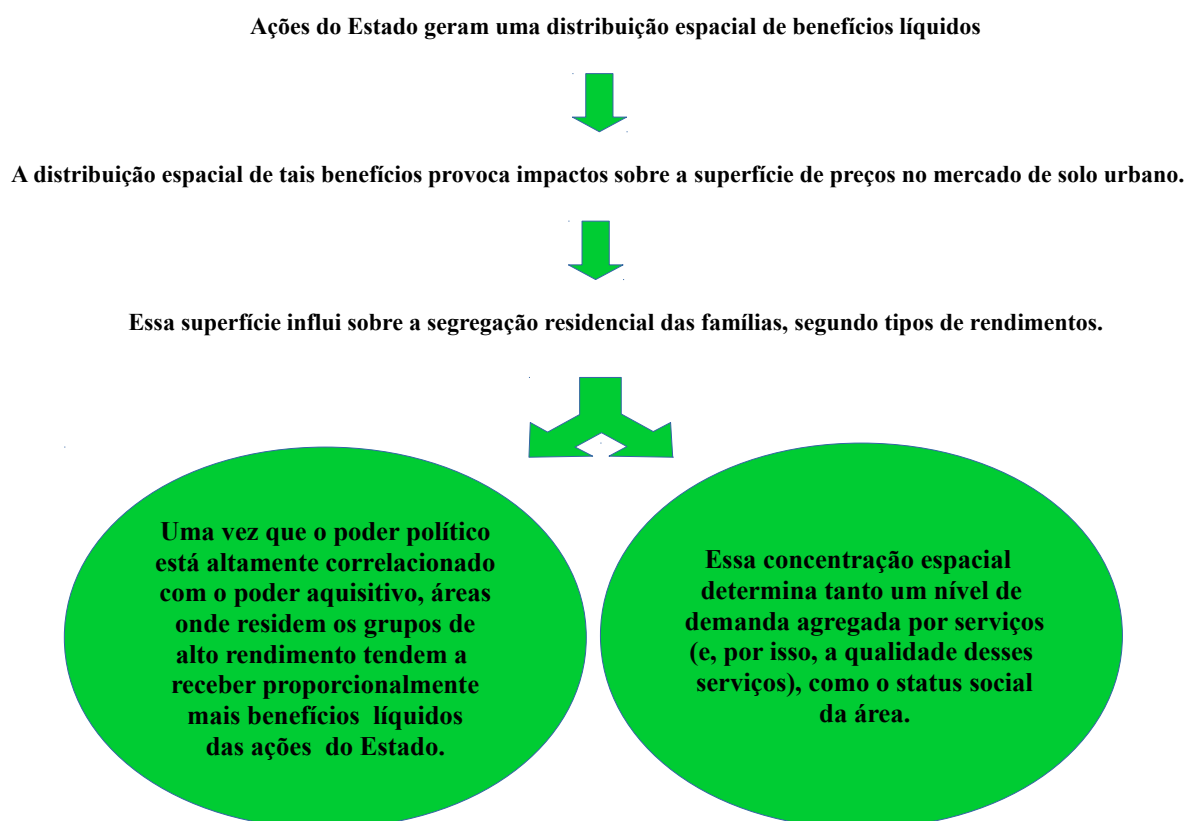 Ações do Estado geram uma distribuição espacial de benefícios líquidos
A distribuição espacial de tais benefícios provoca impactos sobre a superfície de preços no mercado de solo urbano.
Essa superfície influi sobre a segregação residencial das famílias, segundo tipos de rendimentos.
Uma vez que o poder político
está altamente correlacionado
com o poder aquisitivo, áreas
onde residem os grupos de
alto rendimento tendem a
receber proporcionalmente
mais benefícios líquidos
das ações do Estado.
Essa concentração espacial
determina tanto um nível de
demanda agregada por serviços
(e, por isso, a qualidade desses
serviços), como o status social
da área.